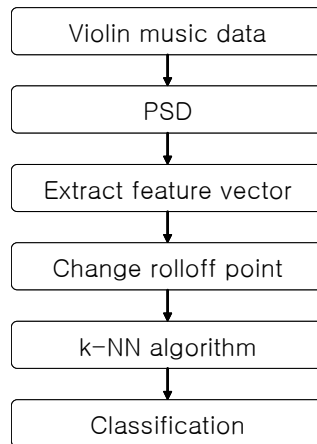 Violin music data
PSD
Extract feature vector
Change rolloff point
k-NN algorithm
Classification